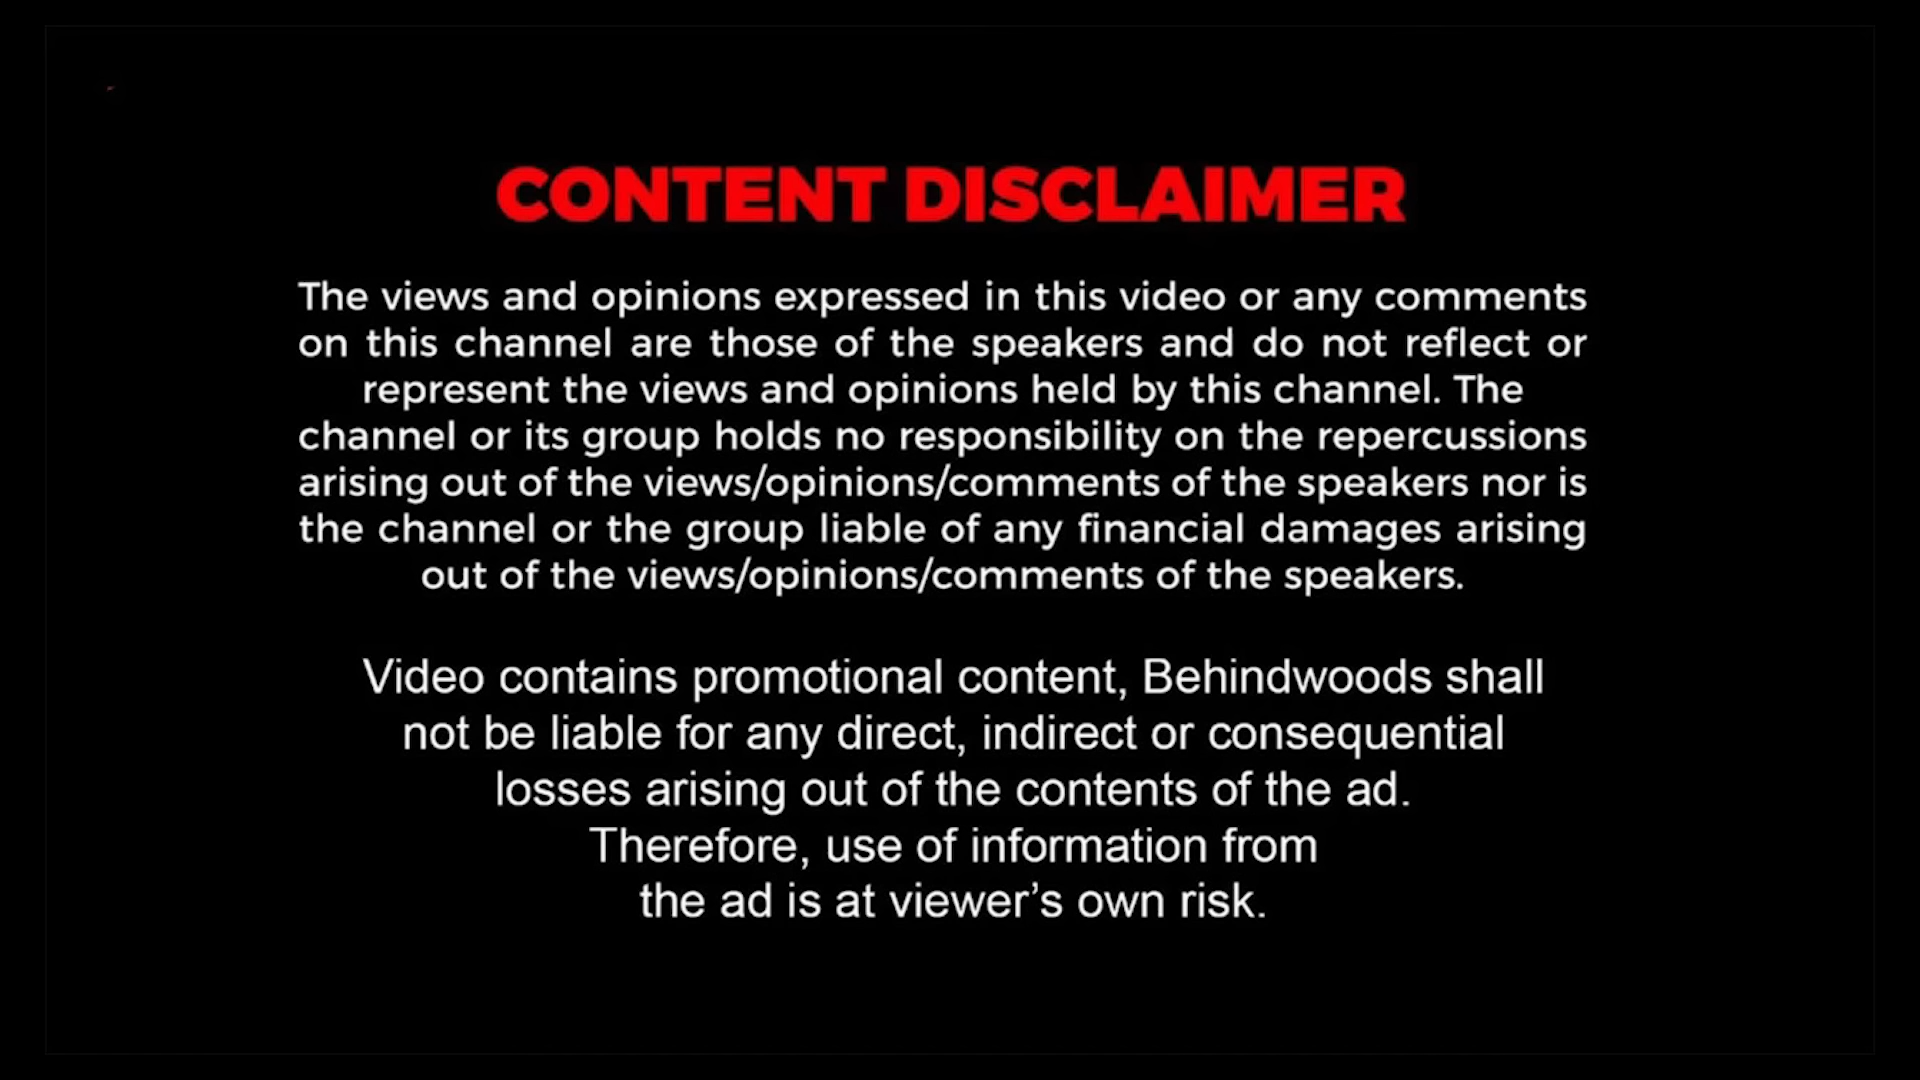 CONTENT DISCLAIMER
The views and opinions expressed in this video or any comments
on this channel are those of the speakers and do not reflect or
represent the views and opinions held by this channel. The
channel or its group holds no responsibility on the repercussions
arising out of the views/opinions/comments of the speakers nor is
the channel or the group liable of any financial damages arising
out of the views/opinions/comments of the speakers.
Video contains promotional content, Behindwoods shall
not be liable for any direct, indirect or consequential
losses arising out of the contents of the ad.
Therefore, use of information from
the ad is at viewer’s own risk.